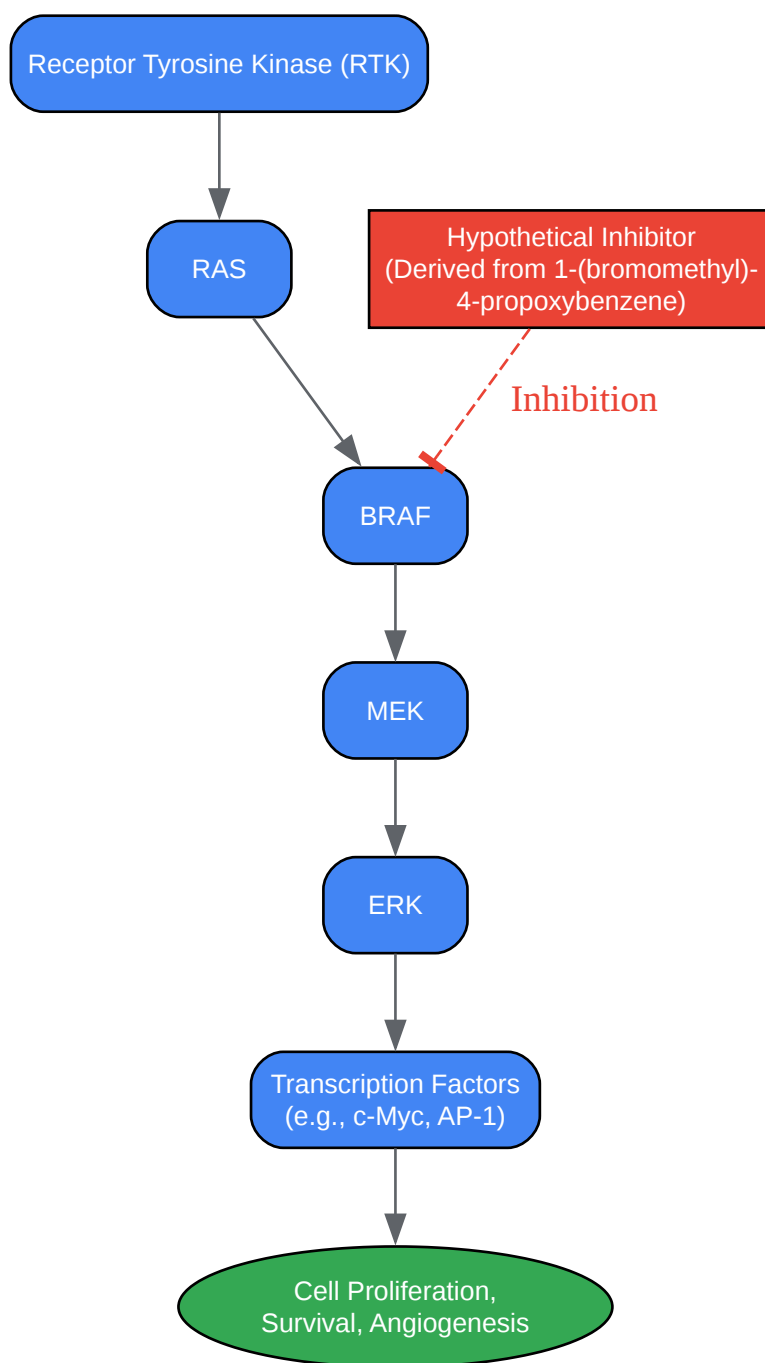 Receptor Tyrosine Kinase (RTK)
RAS
Hypothetical Inhibitor
(Derived from 1-(bromomethyl)-
4-propoxybenzene)
Inhibition
BRAF
MEK
ERK
Transcription Factors
(e.g., c-Myc, AP-1)
Cell Proliferation,
Survival, Angiogenesis